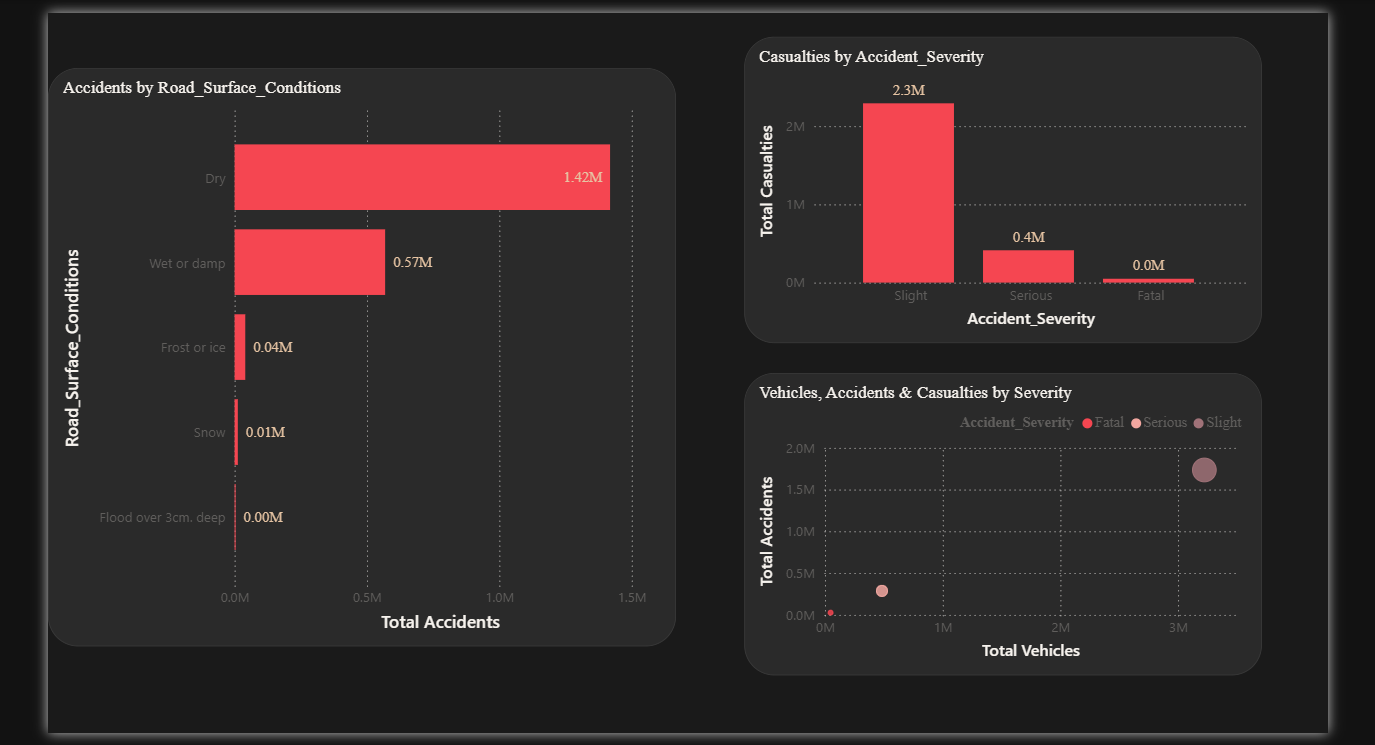 Accidents by Road_Surface_Conditions
Road_Surface_Conditions
Dry
1.42M
Wet or damp
0.57M
Frost or ice
0.04M
Snow
0.01M
Flood over 3cm. deep
0.00M
0.0M 0.5M 1.0M 1.5M
Total Accidents
Casualties by Accident_Severity
Total Casualties
2M
1M
0M
2.3M
0.4M
0.0M
Slight Serious Fatal
Accident_Severity
Vehicles, Accidents & Casualties by Severity
Accident_Severity Fatal Serious Slight
Total Accidents
2.0M
1.5M
1.0M
0.5M
0.0M
0M 1M 2M 3M
Total Vehicles